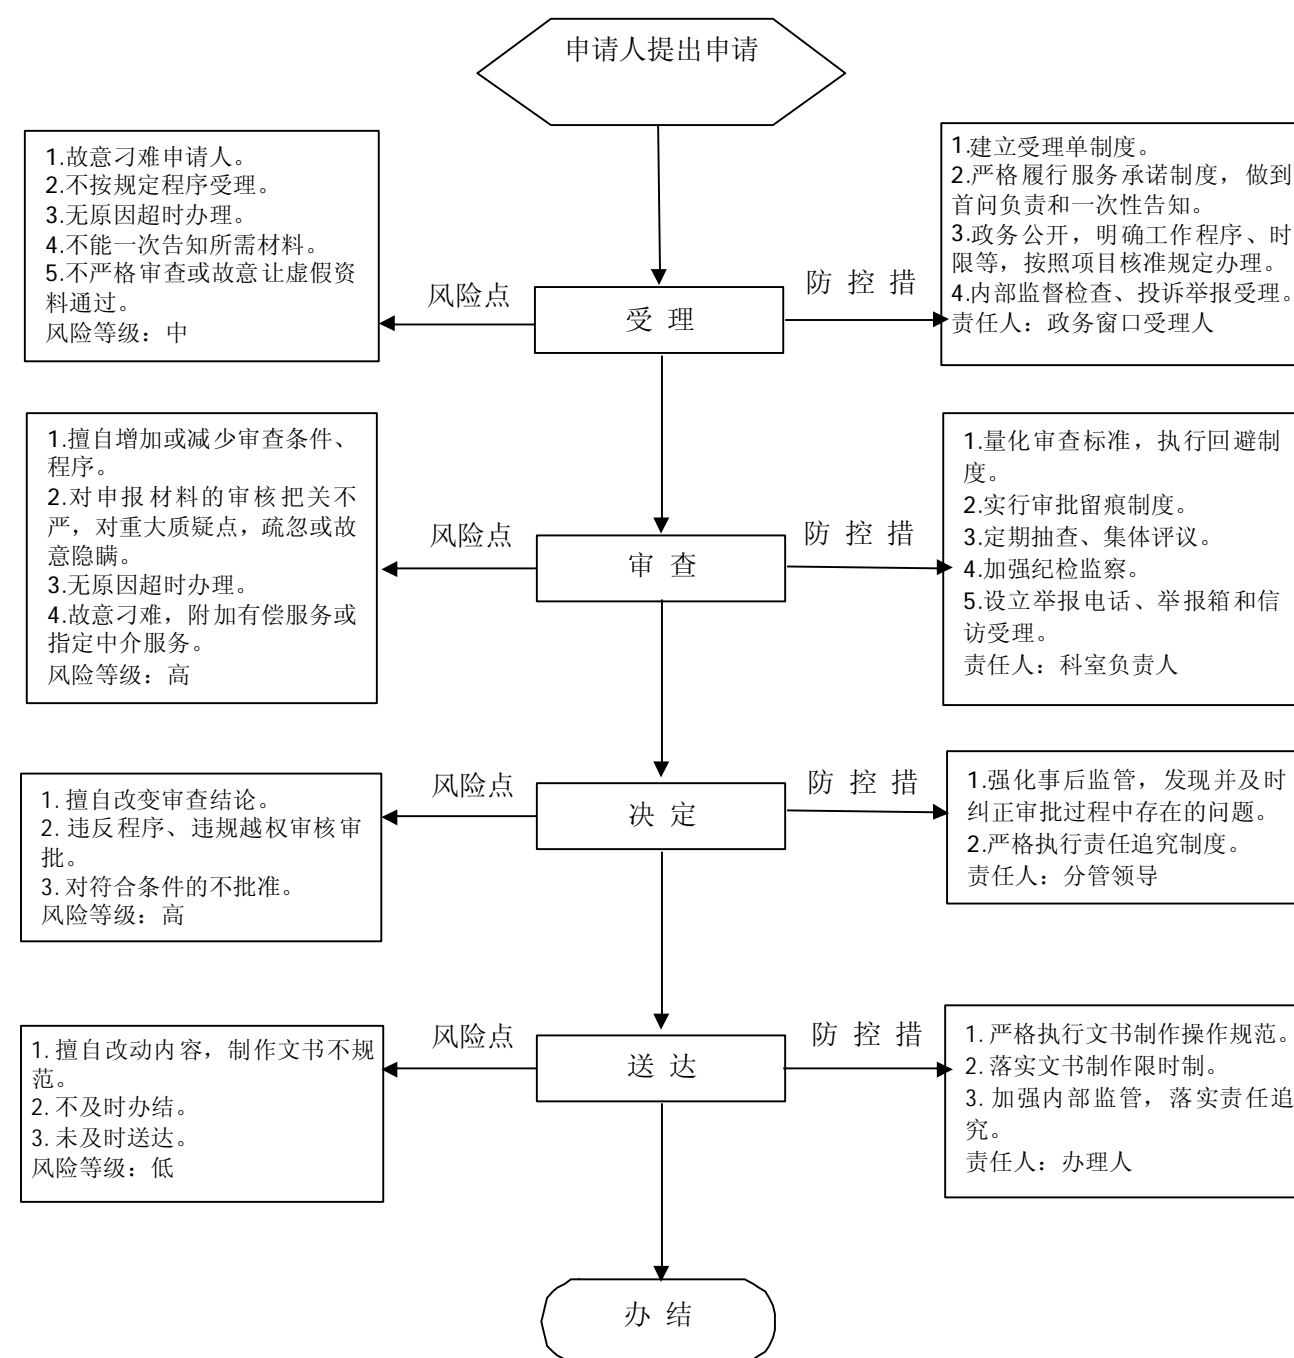 申请人提出申请
1.故意刁难申请人。
2.不按规定程序受理。
3.无原因超时办理。
4.不能一次告知所需材料。
5.不严格审查或故意让虚假资
料通过。
风险等级：中
风险点
受 理
防 控 措
1.建立受理单制度。
2.严格履行服务承诺制度，做到
首问负责和一次性告知。
3.政务公开，明确工作程序、时
限等，按照项目核准规定办理。
4.内部监督检查、投诉举报受理。
责任人：政务窗口受理人
1.擅自增加或减少审查条件、
程序。
2.对申报材料的审核把关不
严，对重大质疑点，疏忽或故
意隐瞒。
3.无原因超时办理。
4.故意刁难，附加有偿服务或
指定中介服务。
风险等级：高
风险点
审 查
防 控 措
1.量化审查标准，执行回避制
度。
2.实行审批留痕制度。
3.定期抽查、集体评议。
4.加强纪检监察。
5.设立举报电话、举报箱和信
访受理。
责任人：科室负责人
1. 擅自改变审查结论。
2. 违反程序、违规越权审核审
批。
3. 对符合条件的不批准。
风险等级：高
风险点
决 定
防 控 措
1.强化事后监管，发现并及时
纠正审批过程中存在的问题。
2.严格执行责任追究制度。
责任人：分管领导
1. 擅自改动内容，制作文书不规
范。
2. 不及时办结。
3. 未及时送达。
风险等级：低
风险点
送 达
防 控 措
1. 严格执行文书制作操作规范。
2. 落实文书制作限时制。
3. 加强内部监管，落实责任追
究。
责任人：办理人
办 结